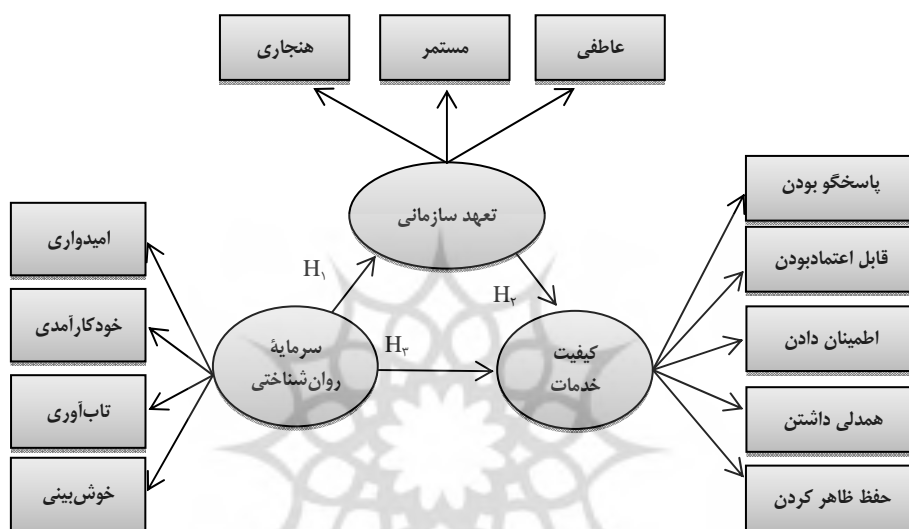 عاطفی
مستمر
هنجاری
تعهد سازمانی
پاسخگو بودن
قابل اعتمادبودن
اطمینان دادن
همدلی داشتن
حفظ ظاهر کردن
کیفیت
خدمات
سرمایۀ
روان‌شناختی
امیدواری
خودکارآمدی
تاب‌آوری
خوش‌بینی
H۱
H۲
H۳